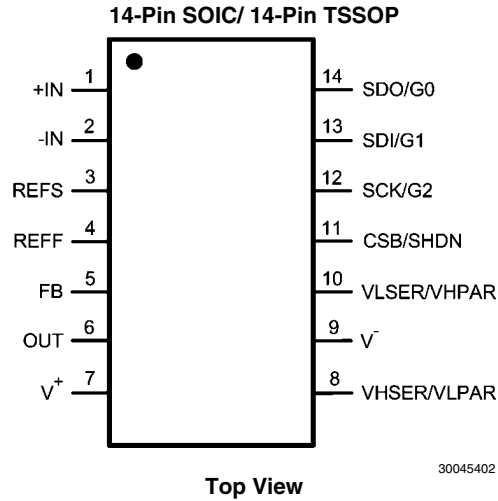 14-Pin SOIC/ 14-Pin TSSOP
+IN 1 14 SDO/G0
-IN 2 13 SDI/G1
REFS 3 12 SCK/G2
REFF 4 11 CSB/SHDN
FB 5 10 VLSER/VHPAR
OUT 6 9 V-
V+ 7 8 VHSER/VLPAR
30045402
Top View